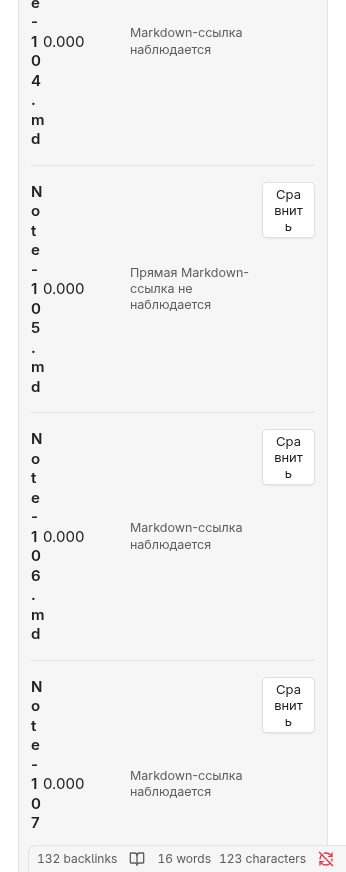 e
-
1
0
4
.
m
d
0.000
Markdown-ссылка
наблюдается
N
o
t
e
-
1
0
5
.
m
d
0.000
Прямая Markdown-
ссылка не
наблюдается
Сра
внит
ь
N
o
t
e
-
1
0
6
.
m
d
0.000
Markdown-ссылка
наблюдается
Сра
внит
ь
N
o
t
e
-
1
0
7
0.000
Markdown-ссылка
наблюдается
Сра
внит
ь
132 backlinks 16 words 123 characters